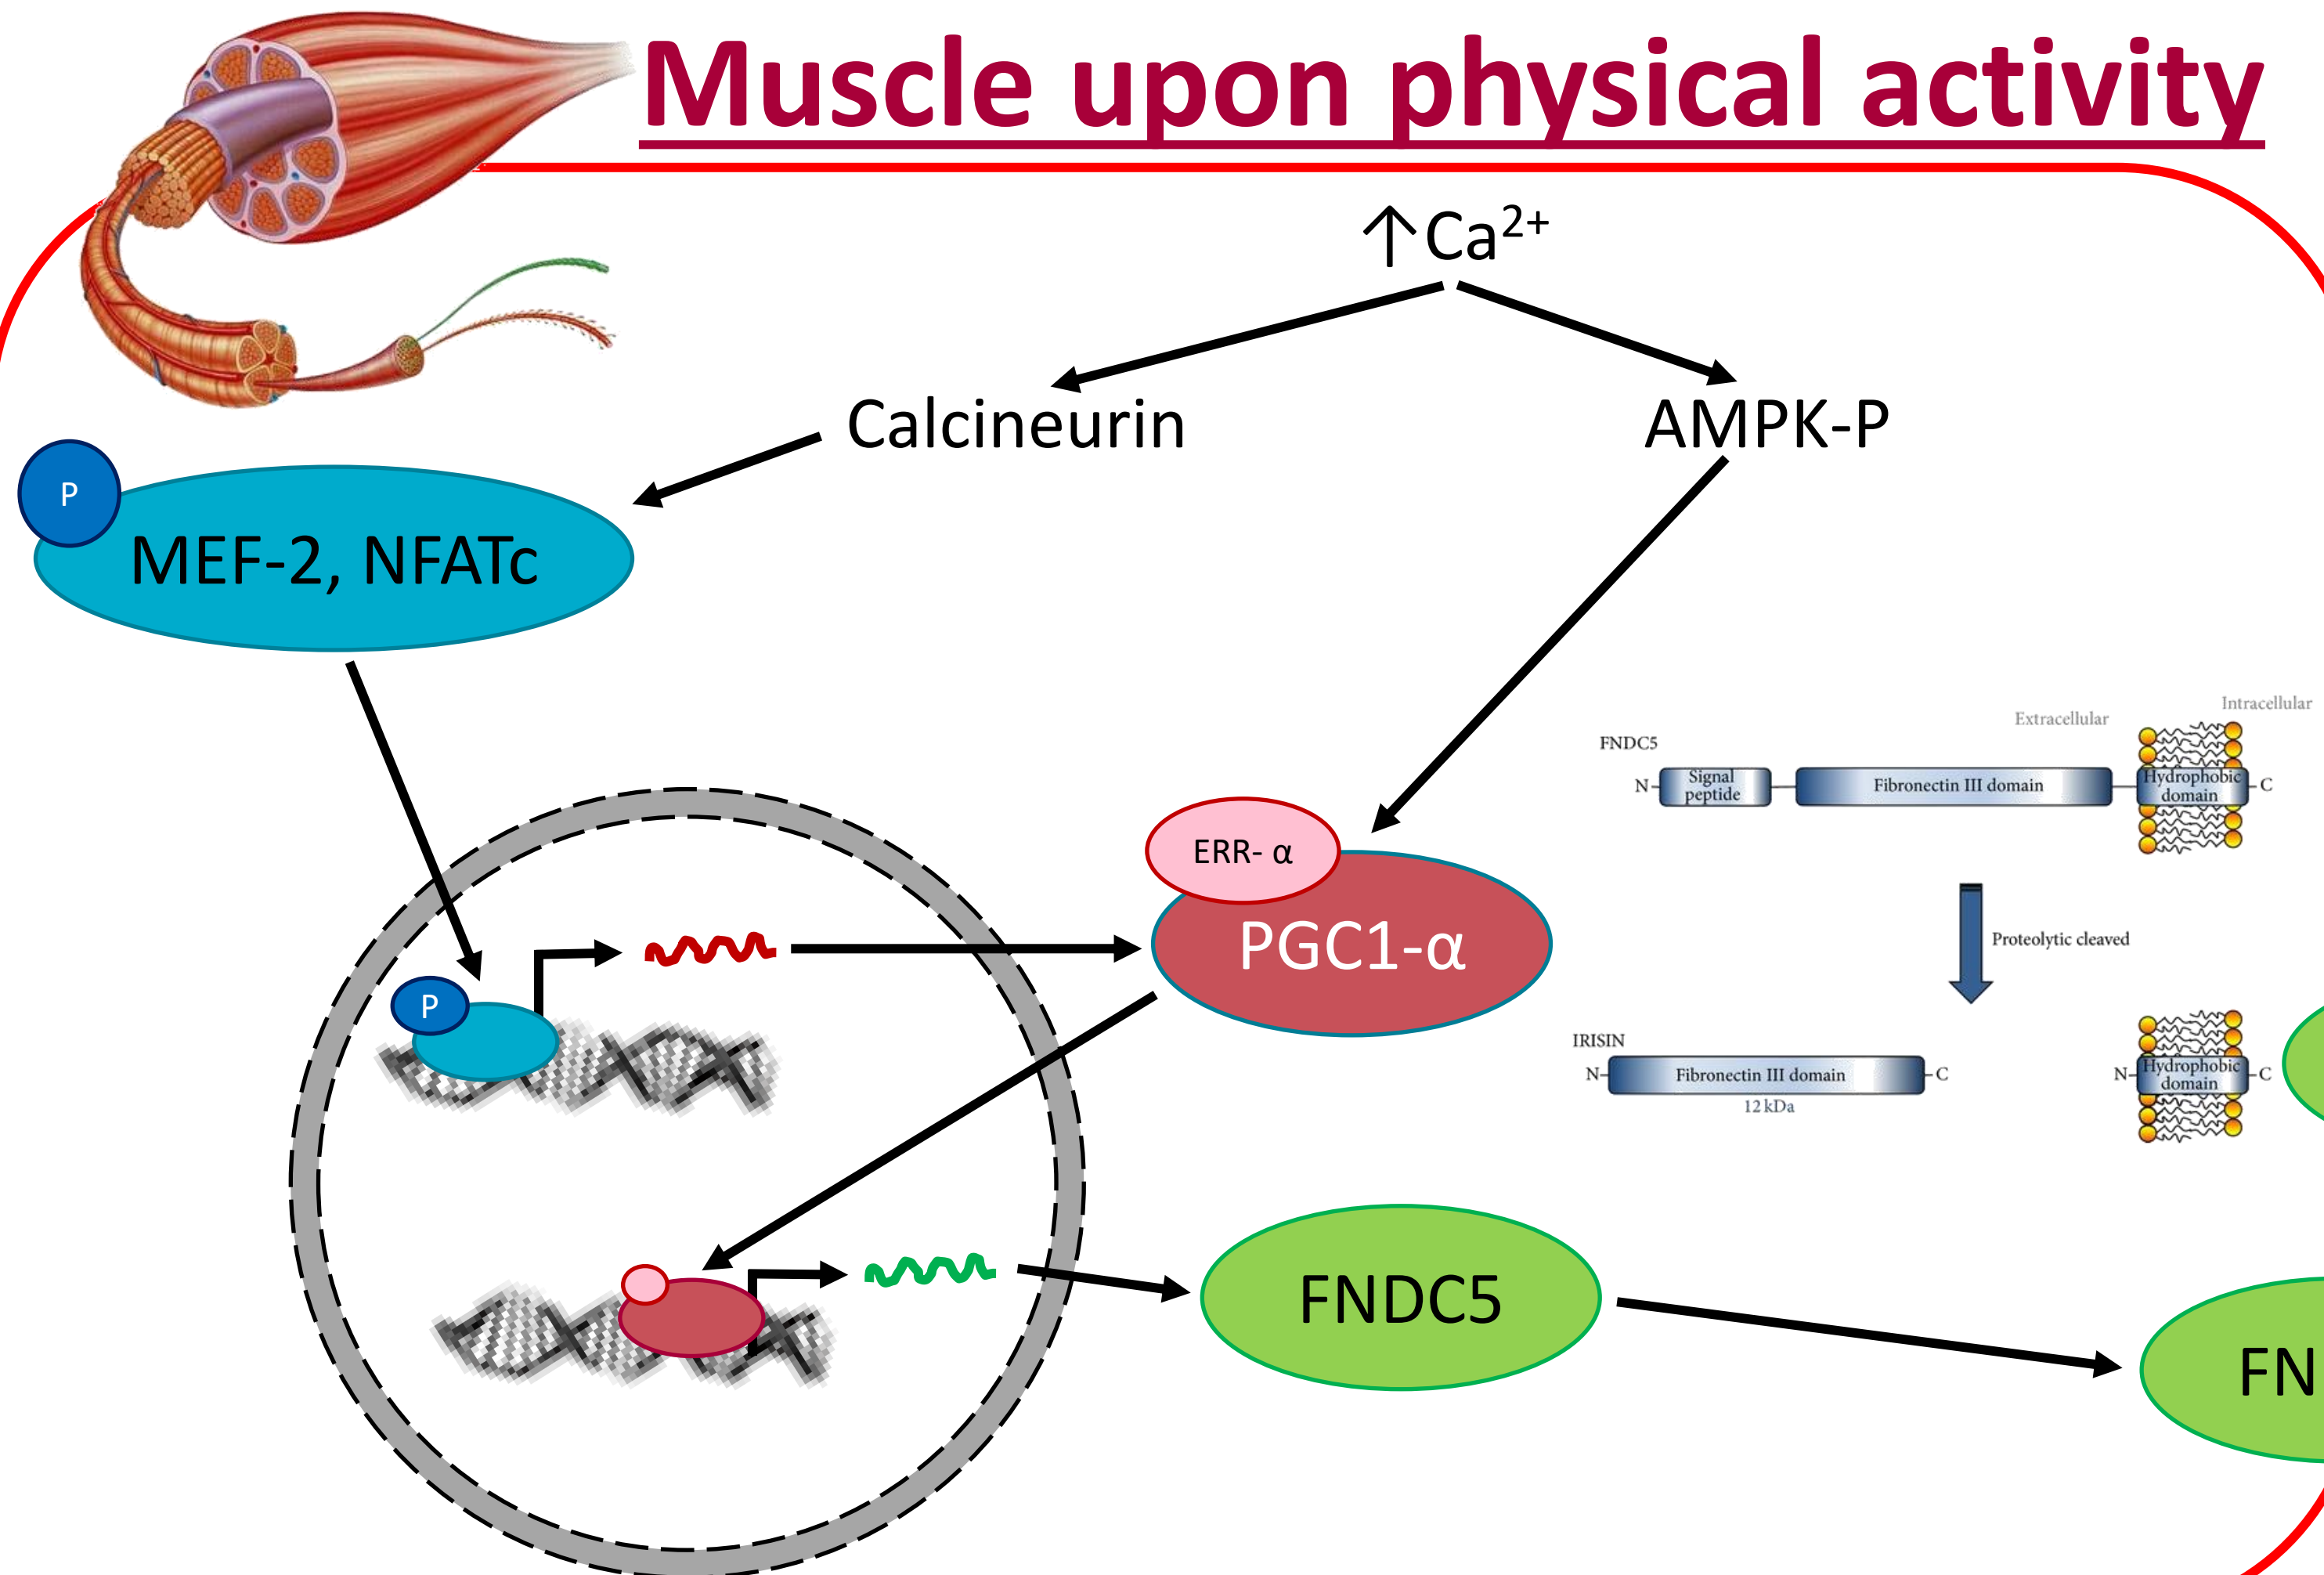 Muscle upon physical activity
↑Ca²⁺
Calcineurin
AMPK-P
P
MEF-2, NFATc
Intracellular
Extracellular
FNDC5
N
Signal
peptide
Fibronectin III domain
Hydrophobic
domain
C
ERR- α
PGC1-α
Proteolytic cleaved
P
IRISIN
N
Fibronectin III domain
C
12 kDa
N
Hydrophobic
domain
C
FNDC5
FN